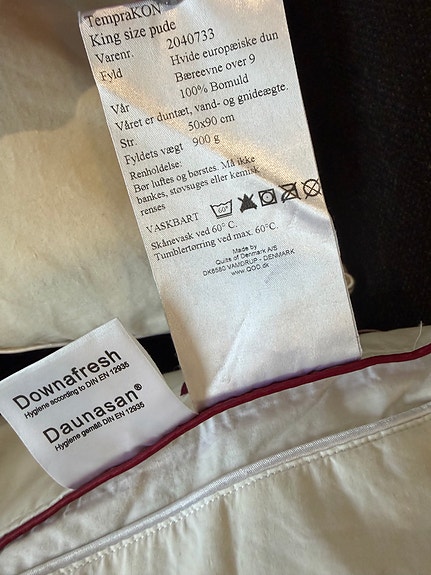 TempraKON
King size pude
Varenr. 2040733
Fyld Hvide europæiske dun
Bæreevne over 9
Vår 100% Bomuld
Våret er duntæt, vand- og gnideægte.
Str. 50x90 cm
Fyldets vægt 900 g
Renholdelse:
Bør luftes og børstes. Må ikke
bankes, støvsuges eller kemisk
renses
VASKBART 60°
Skånevask ved 60° C.
Tumblertørring ved max. 60°C.
Made by
Quilts of Denmark A/S
DK6580 VAMDRUP - DENMARK
www.QOD.dk
Downafresh
Hygiene according to DIN EN 12935
Daunasan®
Hygiene gemäß DIN EN 12935